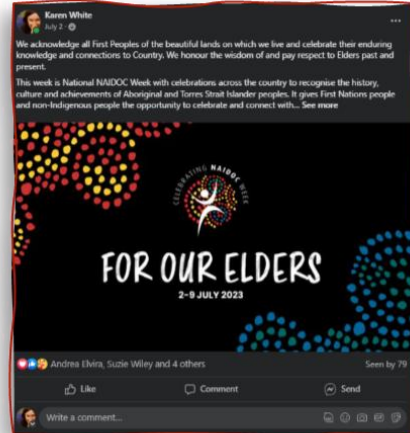 Karen White
July 2 ·
We acknowledge all First Peoples of the beautiful lands on which we live and celebrate their enduring
knowledge and connections to Country. We honour the wisdom of and pay respect to Elders past and
present.
This week is National NAIDOC Week with celebrations across the country to recognise the history,
culture and achievements of Aboriginal and Torres Strait Islander peoples. It gives First Nations people
and non-Indigenous people the opportunity to celebrate and connect with... See more
CELEBRATING NAIDOC WEEK
FOR OUR ELDERS
2-9 JULY 2023
Andrea Elvira, Suzie Wiley and 4 others
Seen by 79
Like
Comment
Send
Write a comment...